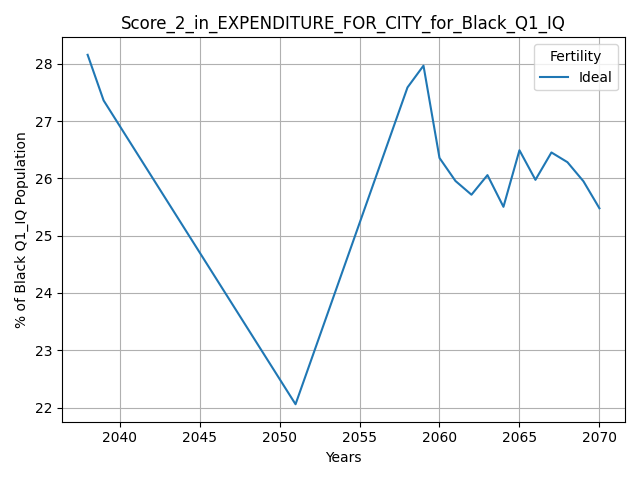 Score_2_in_EXPENDITURE_FOR_CITY_for_Black_Q1_IQ
Fertility
Ideal
% of Black Q1_IQ Population
28
27
26
25
24
23
22
2040 2045 2050 2055 2060 2065 2070
Years